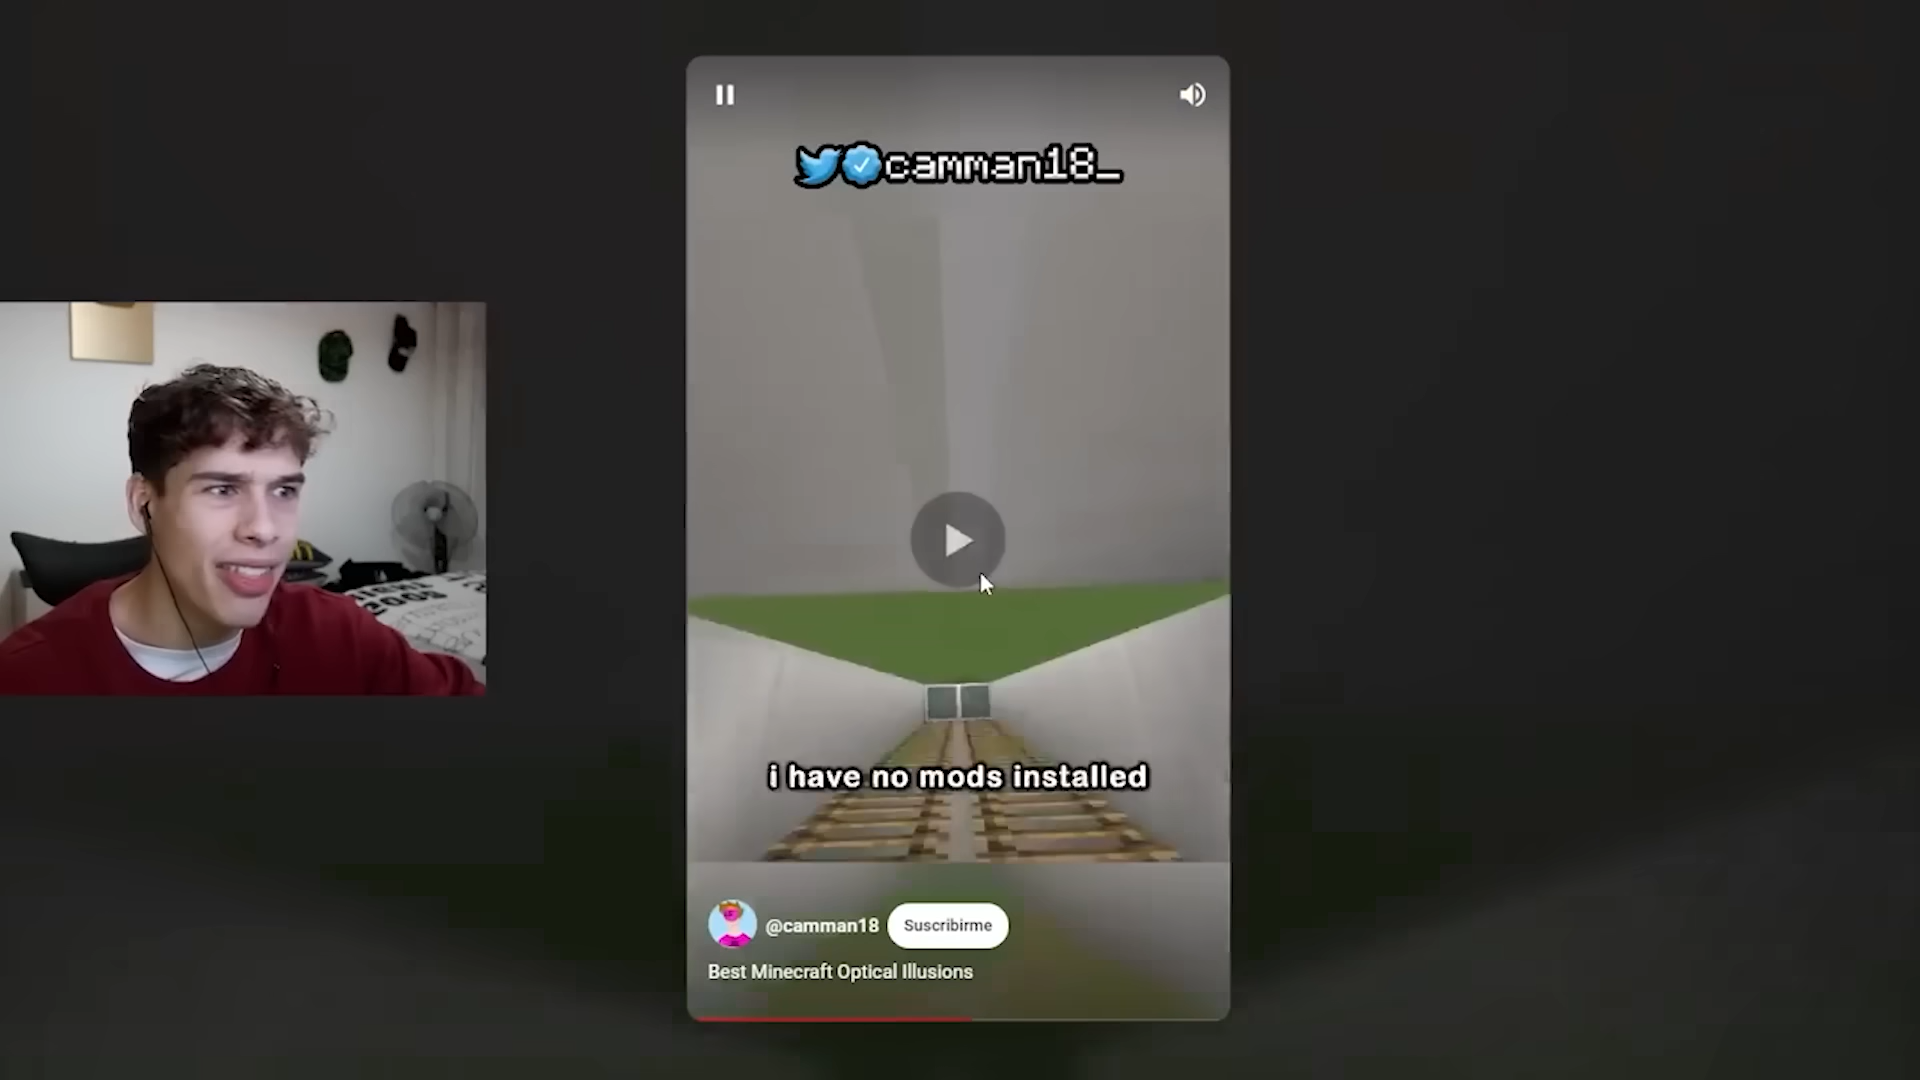 camman18_
i have no mods installed
@camman18 Suscribirme
Best Minecraft Optical Illusions